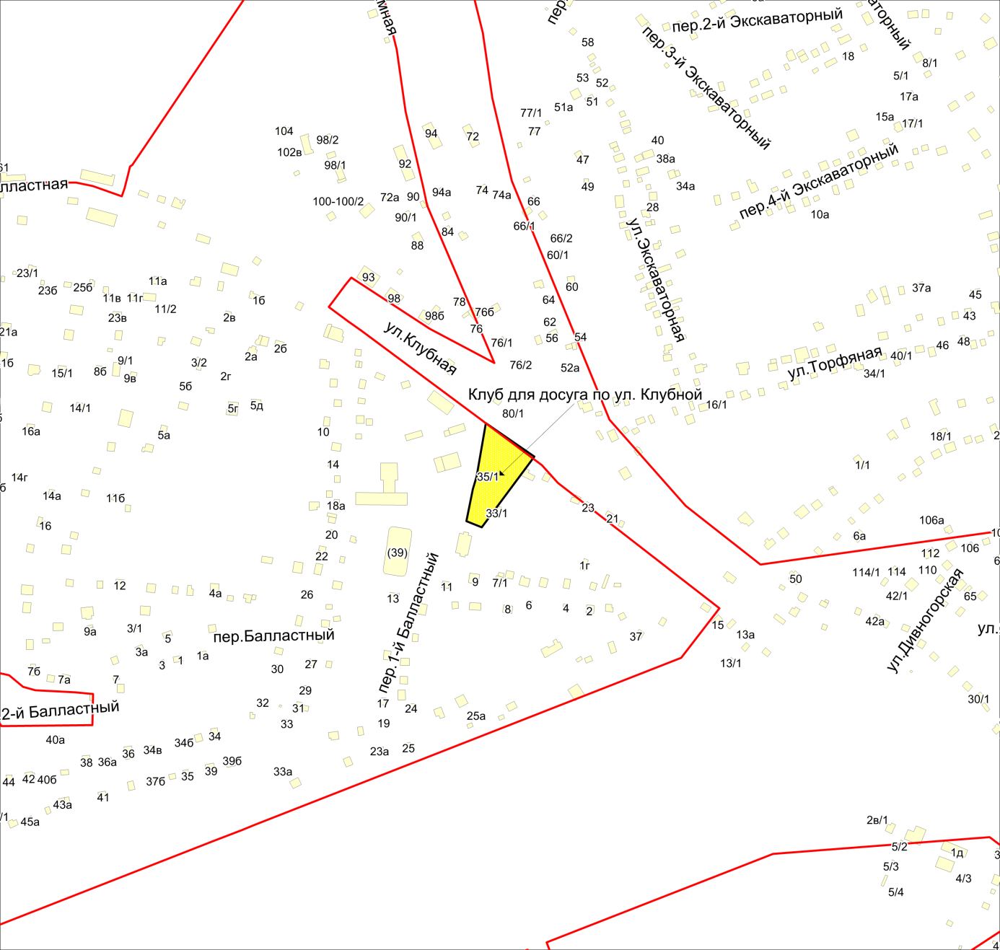 пер.2-й Экскаваторный
58
пер.3-й Экскаваторный
18
8/1
5/1
53
52
17а
51а
51
77/1
15а
17/1
77
104
98/2
94
72
40
102в
98/1
92
47
38а
49
34а
пер.4-й Экскаваторный
100-100/2
72а
90
94а
74
74а
66
28
10а
90/1
66/1
84
66/2
88
60/1
ул.Экскаваторная
23/1
11а
93
60
37а
23б
25б
11в
11г
1б
98
78
64
45
11/2
23в
2в
98б
76б
62
43
21а
76
56
54
ул.Клубная
76/1
46
48
2б
2а
9/1
3/2
40/1
ул.Торфяная
1б
15/1
8б
9в
2г
76/2
52а
34/1
5б
Клуб для досуга по ул. Клубной
14/1
5г
5д
80/1
16/1
16а
5а
10
18/1
14
1/1
14г
35/1
14а
11б
18а
33/1
23
21
106а
16
20
6а
22
(39)
112
106
1г
114/1
114
110
50
12
4а
26
13
11
9
7/1
42/1
65
8
6
4
2
42а
9а
3/1
5
пер.Балластный
37
15
13а
ул.Дивногорская
3а
3
1
1а
30
27
13/1
7б
7а
7
29
пер.1-й Балластный
30/1
2-й Балластный
32
31
33
17
24
25а
19
40а
34б
34
38
36а
36
34в
39б
23а
25
44
42
40б
37б
35
39
33а
43а
41
45а
2в/1
5/2
1д
5/3
4/3
5/4